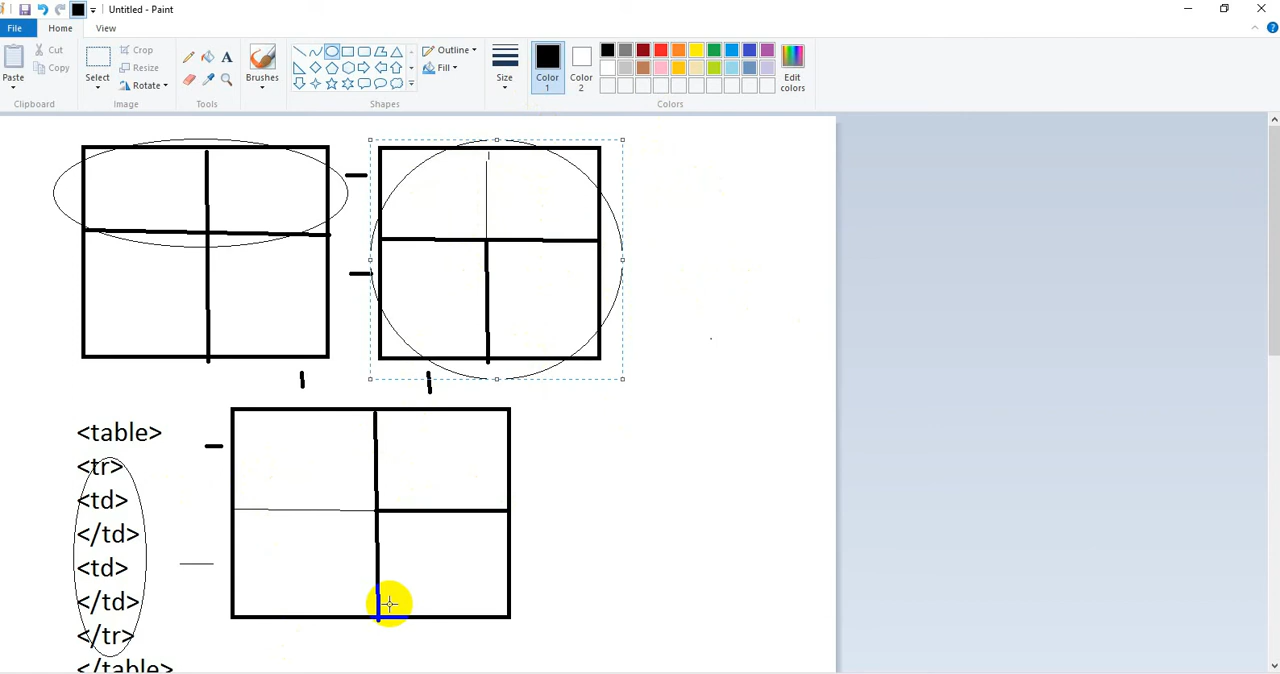 Untitled - Paint
File Home View
Paste
Cut
Copy
Clipboard
Select
Crop
Resize
Rotate
Image
A
Tools
Brushes
Outline
Fill
Shapes
Size
Color
1
Color
2
Edit
colors
Colors
<table>
<tr>
<td>
</td>
<td>
</td>
</tr>
</table>